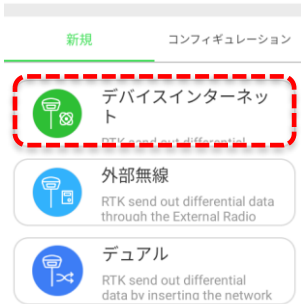 新規
コンフィギュレーション
デバイスインターネッ
ト
RTK send out differential
外部無線
RTK send out differential data
through the External Radio
デュアル
RTK send out differential
data by inserting the network